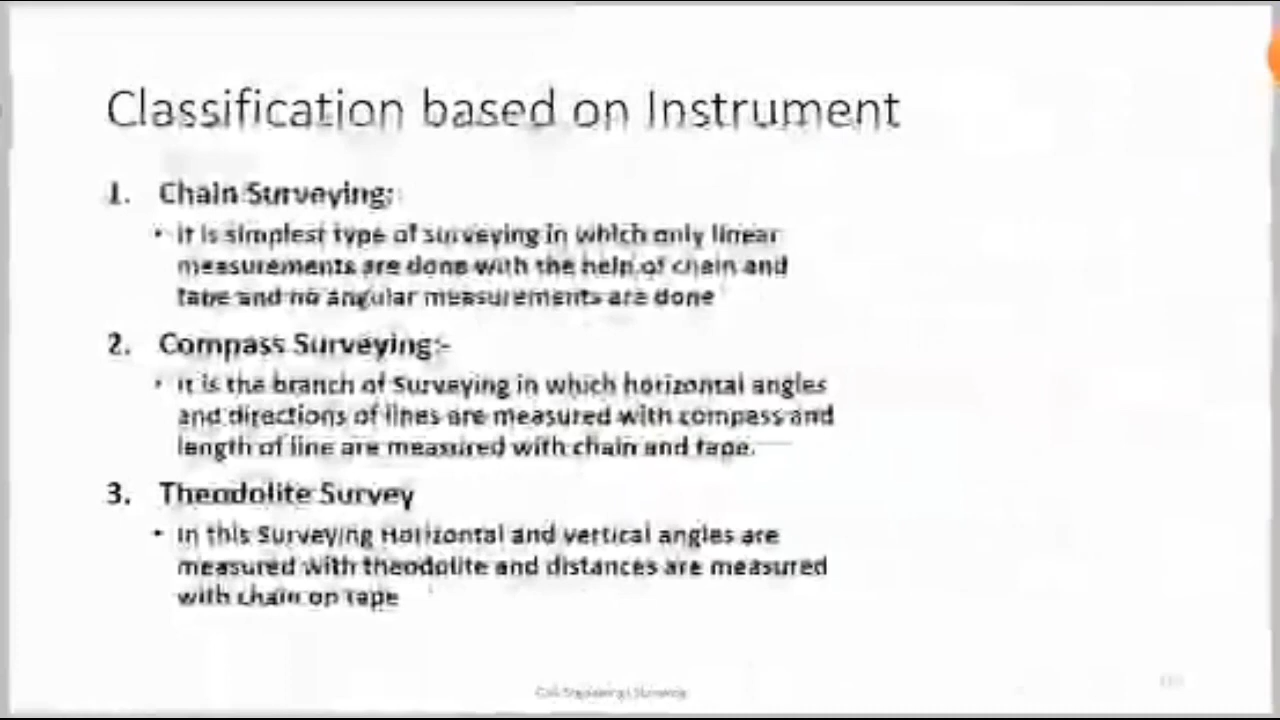 Classification based on Instrument
1. Chain Surveying:
• it is simplest type of surveying in which only linear
measurements are done with the help of chain and
tape and no angular measurements are done
2. Compass Surveying:-
• It is the branch of Surveying in which horizontal angles
and directions of lines are measured with compass and
length of line are measured with chain and tape.
3. Theodolite Survey
• In this Surveying Horizontal and vertical angles are
measured with theodolite and distances are measured
with chain or tape
Surveying